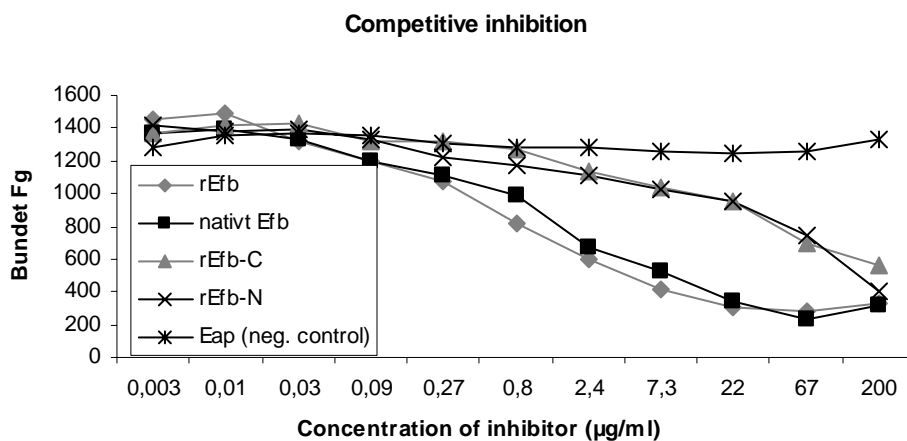 Competitive inhibition
Bundet Fg
1600
1400
1200
1000
800
600
400
200
0
rEfb
nativt Efb
rEfb-C
rEfb-N
Eap (neg. control)
0,003 0,01 0,03 0,09 0,27 0,8 2,4 7,3 22 67 200
Concentration of inhibitor (µg/ml)